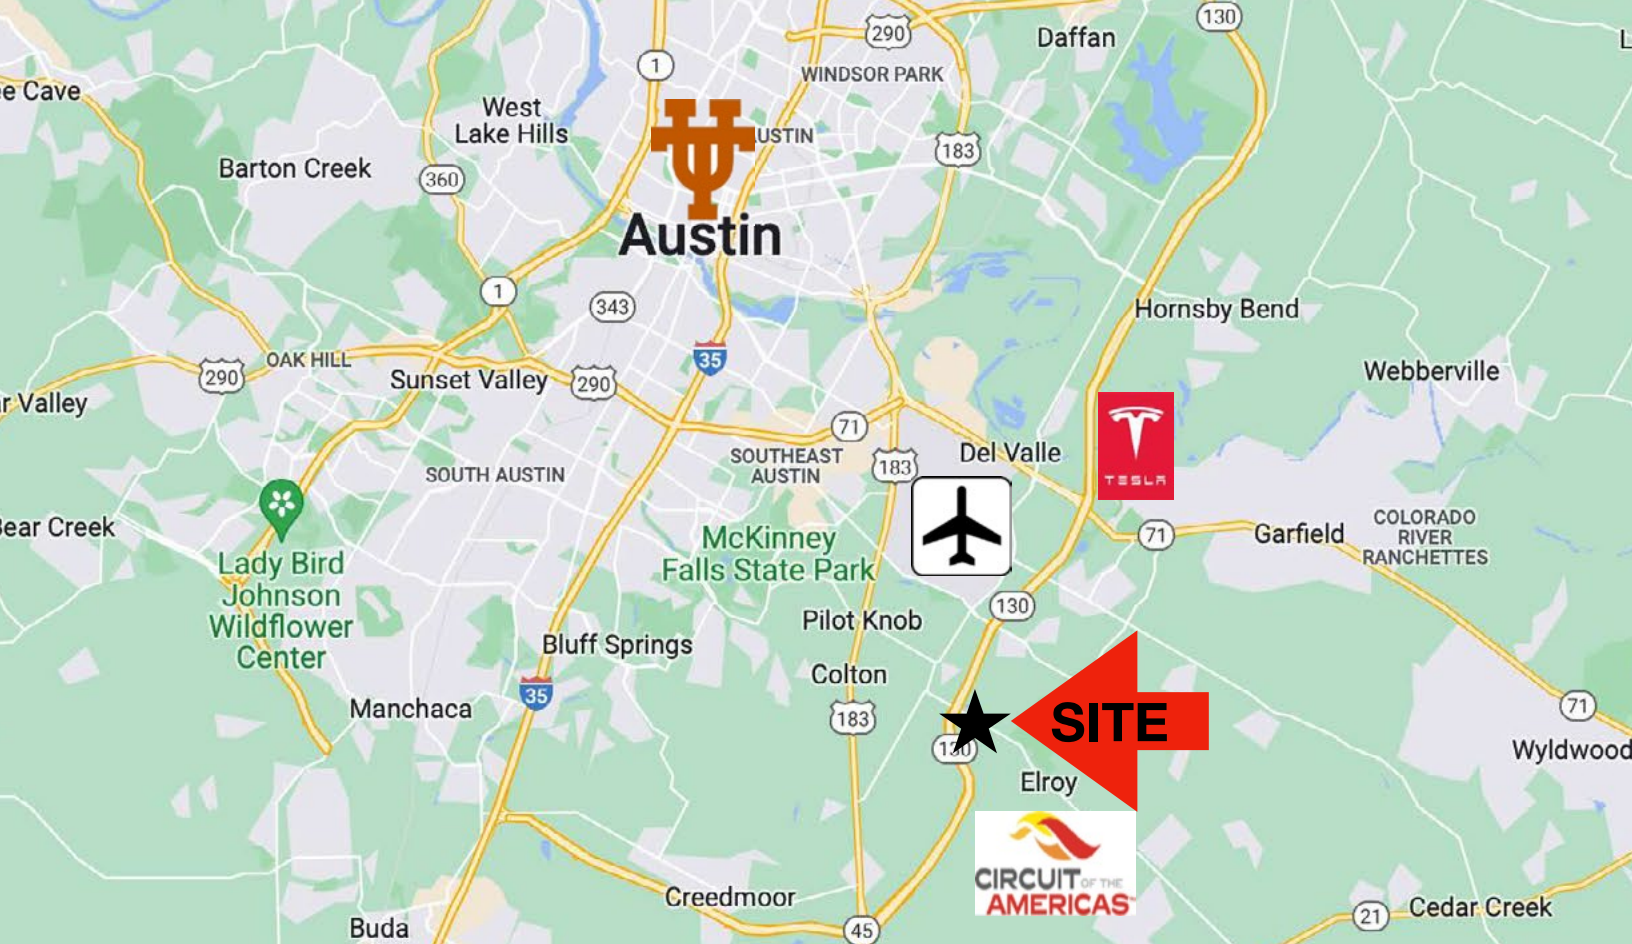 290
130
Daffan
1
WINDSOR PARK
e Cave
West
Lake Hills
USTIN
183
Barton Creek
360
Austin
1
343
Hornsby Bend
35
OAK HILL
290
Sunset Valley
290
Webberville
r Valley
71
TESLA
Del Valle
SOUTHEAST
AUSTIN
183
SOUTH AUSTIN
Bear Creek
McKinney
Falls State Park
71
Garfield
COLORADO
RIVER
RANCHETTES
Lady Bird
Johnson
Wildflower
Center
130
Pilot Knob
Bluff Springs
Colton
35
Manchaca
183
SITE
71
130
Wyldwood
Elroy
CIRCUIT OF THE
AMERICAS
Creedmoor
Buda
45
21
Cedar Creek